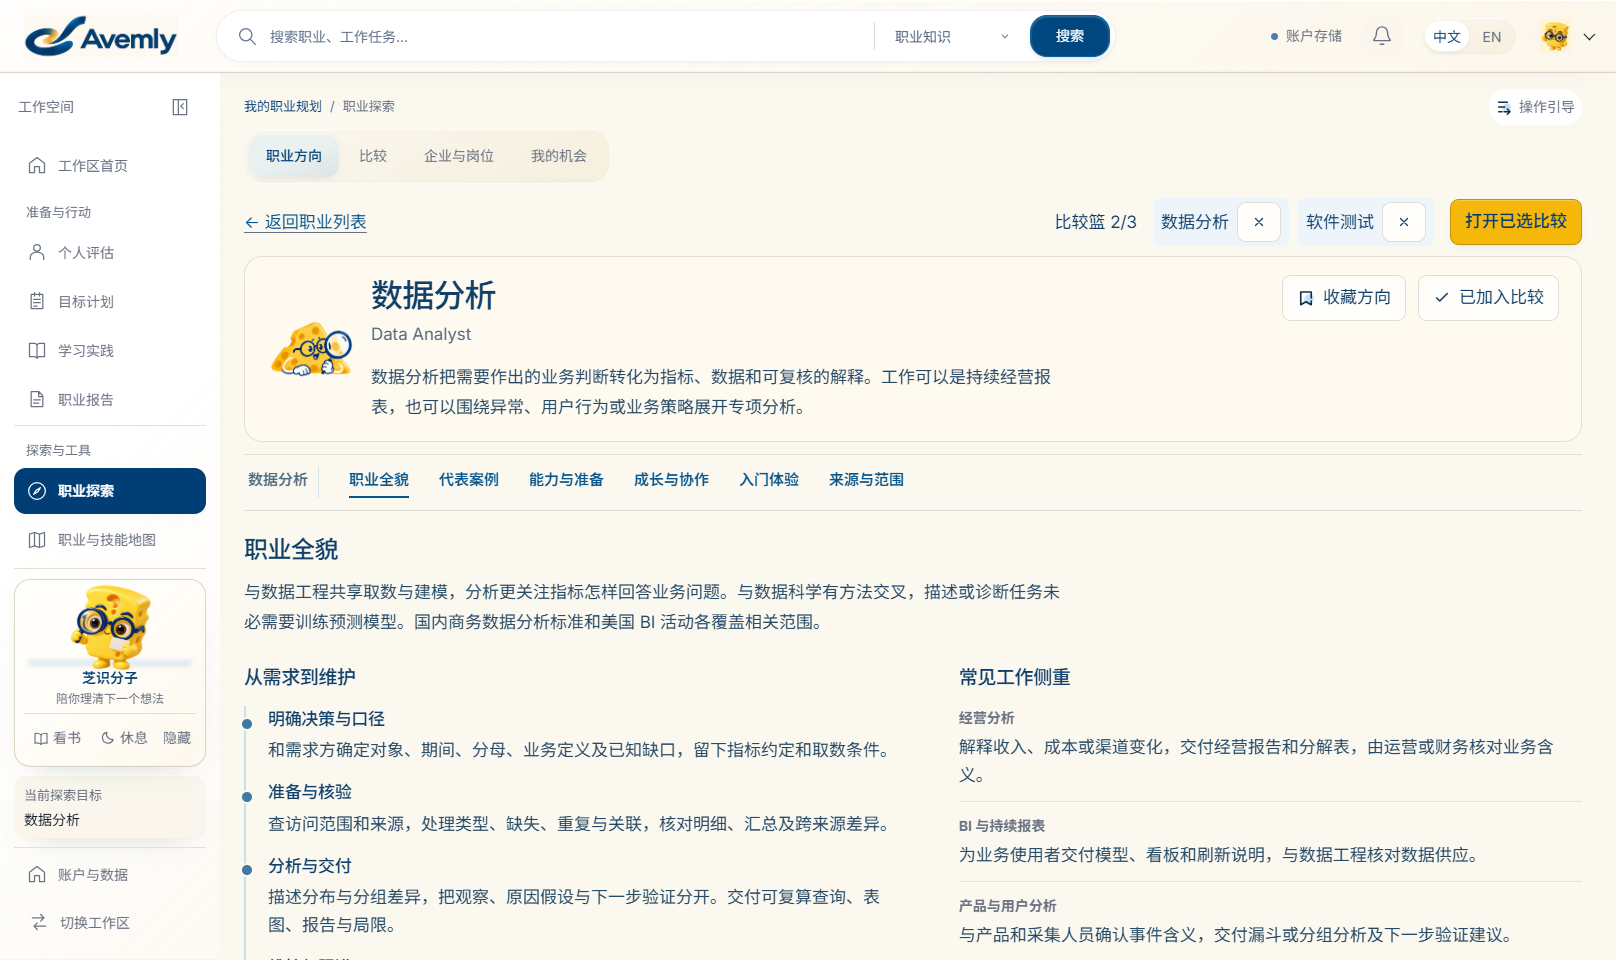 Avemly
搜索职业、工作任务...
职业知识
搜索
账户存储
中文
EN
工作空间
工作区首页
准备与行动
个人评估
目标计划
学习实践
职业报告
探索与工具
职业探索
职业与技能地图
芝识分子
陪你理清下一个想法
看书
休息
隐藏
当前探索目标
数据分析
账户与数据
切换工作区
我的职业规划 / 职业探索
操作引导
职业方向
比较
企业与岗位
我的机会
← 返回职业列表
比较篮 2/3
数据分析 ×
软件测试 ×
打开已选比较
数据分析
Data Analyst
数据分析把需要作出的业务判断转化为指标、数据和可复核的解释。工作可以是持续经营报
表，也可以围绕异常、用户行为或业务策略展开专项分析。
收藏方向
已加入比较
数据分析
职业全貌
代表案例
能力与准备
成长与协作
入门体验
来源与范围
职业全貌
与数据工程共享取数与建模，分析更关注指标怎样回答业务问题。与数据科学有方法交叉，描述或诊断任务未
必需要训练预测模型。国内商务数据分析标准和美国 BI 活动各覆盖相关范围。
从需求到维护
明确决策与口径
和需求方确定对象、期间、分母、业务定义及已知缺口，留下指标约定和取数条件。
准备与核验
查访问范围和来源，处理类型、缺失、重复与关联，核对明细、汇总及跨来源差异。
分析与交付
描述分布与分组差异，把观察、原因假设与下一步验证分开。交付可复算查询、表
图、报告与局限。
常见工作侧重
经营分析
解释收入、成本或渠道变化，交付经营报告和分解表，由运营或财务核对业务含
义。
BI 与持续报表
为业务使用者交付模型、看板和刷新说明，与数据工程核对数据供应。
产品与用户分析
与产品和采集人员确认事件含义，交付漏斗或分组分析及下一步验证建议。